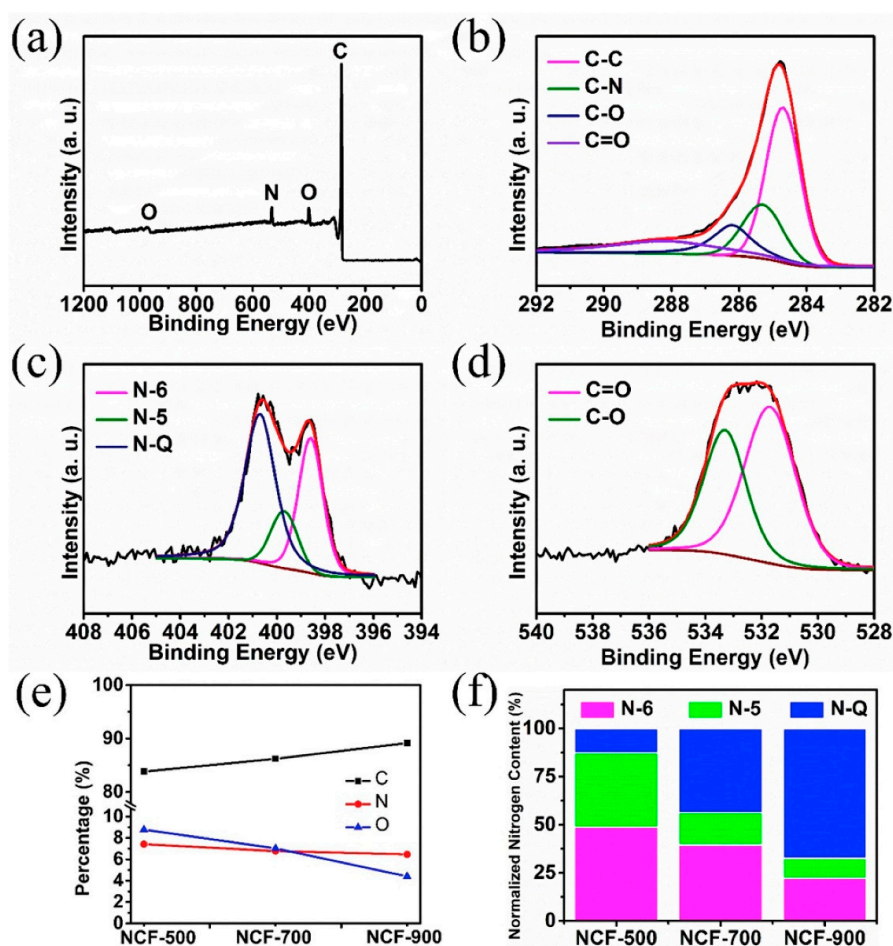 (a)
C
O
N
O
Intensity (a. u.)
1200 1000 800 600 400 200 0
Binding Energy (eV)
(b)
C-C
C-N
C-O
C=O
Intensity (a. u.)
292 290 288 286 284 282
Binding Energy (eV)
(c)
N-6
N-5
N-Q
Intensity (a. u.)
408 406 404 402 400 398 396 394
Binding Energy (eV)
(d)
C=O
C-O
Intensity (a. u.)
540 538 536 534 532 530 528
Binding Energy (eV)
(e)
100
90
80
10
8
6
4
2
0
Percentage (%)
C
N
O
NCF-500 NCF-700 NCF-900
(f)
N-6 N-5 N-Q
100
75
50
25
0
Normalized Nitrogen Content (%)
NCF-500 NCF-700 NCF-900